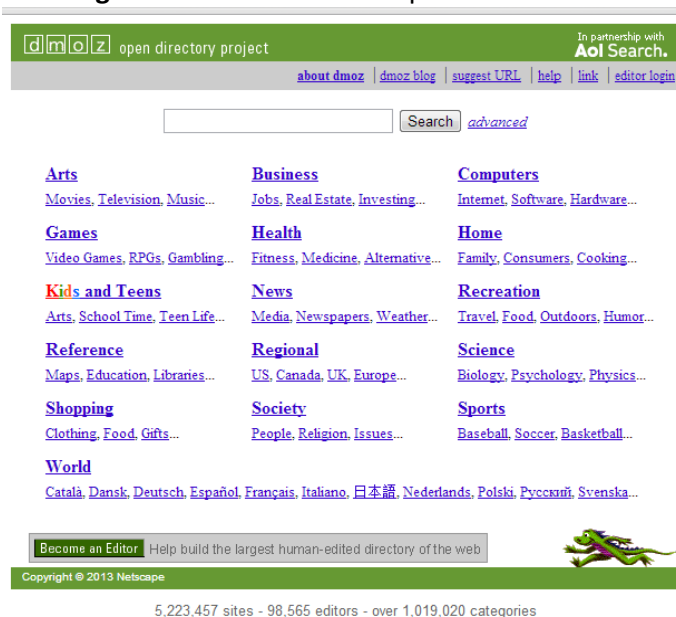 dmoz open directory project
In partnership with
Aol Search.
about dmoz | dmoz blog | suggest URL | help | link | editor login
Search advanced
Arts Business Computers
Movies, Television, Music... Jobs, Real Estate, Investing... Internet, Software, Hardware...
Games Health Home
Video Games, RPGs, Gambling... Fitness, Medicine, Alternative... Family, Consumers, Cooking...
Kids and Teens News Recreation
Arts, School Time, Teen Life... Media, Newspapers, Weather... Travel, Food, Outdoors, Humor...
Reference Regional Science
Maps, Education, Libraries... US, Canada, UK, Europe... Biology, Psychology, Physics...
Shopping Society Sports
Clothing, Food, Gifts... People, Religion, Issues... Baseball, Soccer, Basketball...
World
Català, Dansk, Deutsch, Español, Français, Italiano, 日本語, Nederlands, Polski, Русский, Svenska...
Become an Editor Help build the largest human-edited directory of the web
Copyright © 2013 Netscape
5,223,457 sites - 98,565 editors - over 1,019,020 categories